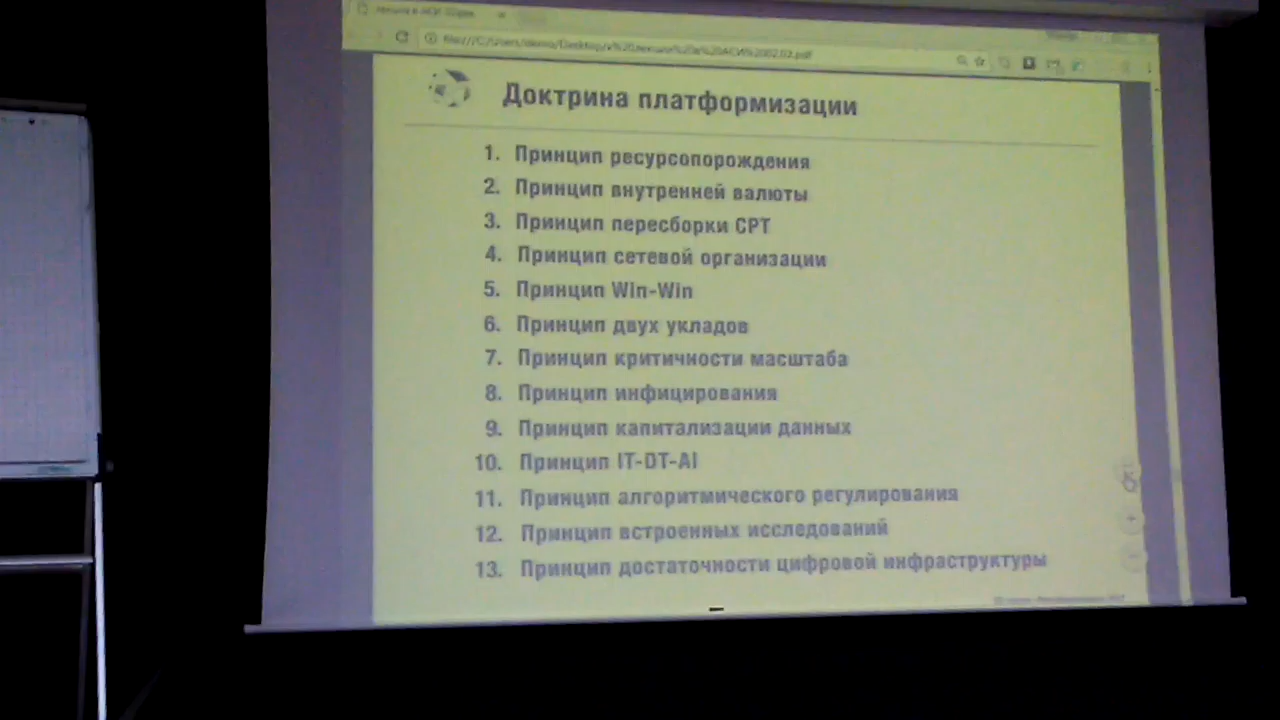 Доктрина платформизации
1. Принцип ресурсопорождения
2. Принцип внутренней валюты
3. Принцип пересборки СРТ
4. Принцип сетевой организации
5. Принцип Win-Win
6. Принцип двух укладов
7. Принцип критичности масштаба
8. Принцип инфицирования
9. Принцип капитализации данных
10. Принцип IT-DT-AI
11. Принцип алгоритмического регулирования
12. Принцип встроенных исследований
13. Принцип достаточности цифровой инфраструктуры